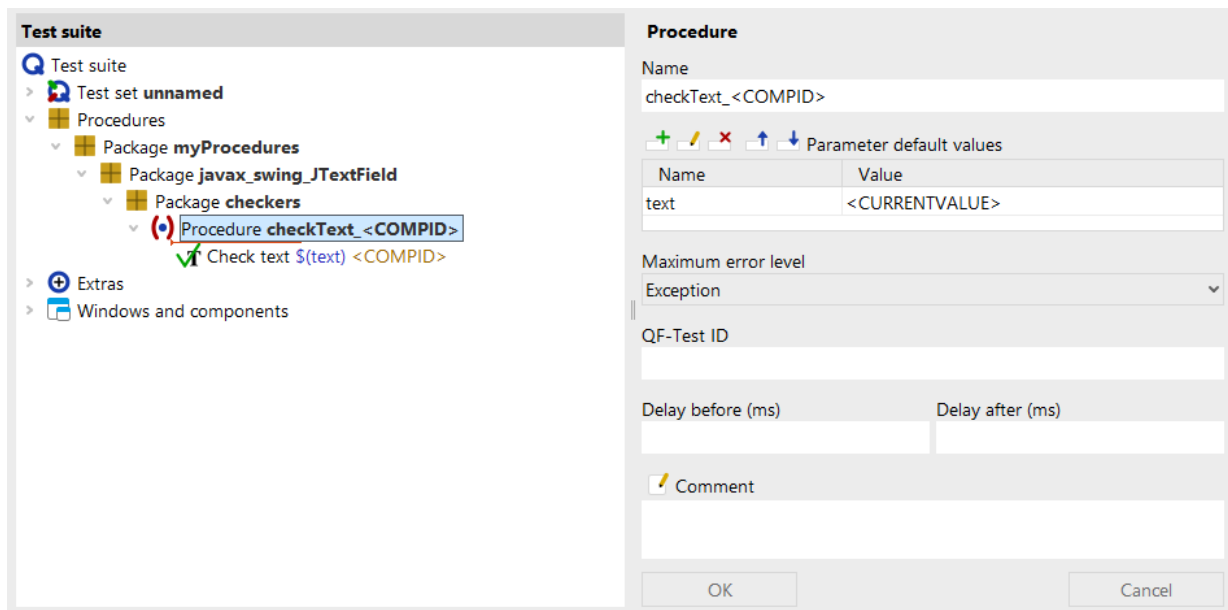 Test suite
Test suite
Test set unnamed
Procedures
Package myProcedures
Package javax_swing_JTextField
Package checkers
Procedure checkText_<COMPID>
Check text $(text) <COMPID>
Extras
Windows and components
Procedure
Name
checkText_<COMPID>
Parameter default values
Name Value
text <CURRENTVALUE>
Maximum error level
Exception
QF-Test ID
Delay before (ms) Delay after (ms)
Comment
OK Cancel